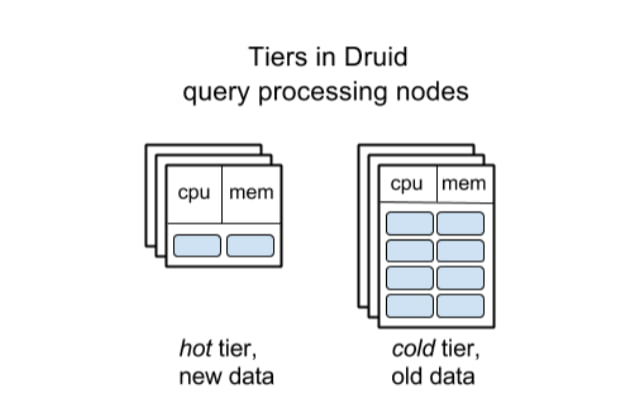 Tiers in Druid
query processing nodes
cpu mem
cpu mem
hot tier,
new data
cold tier,
old data